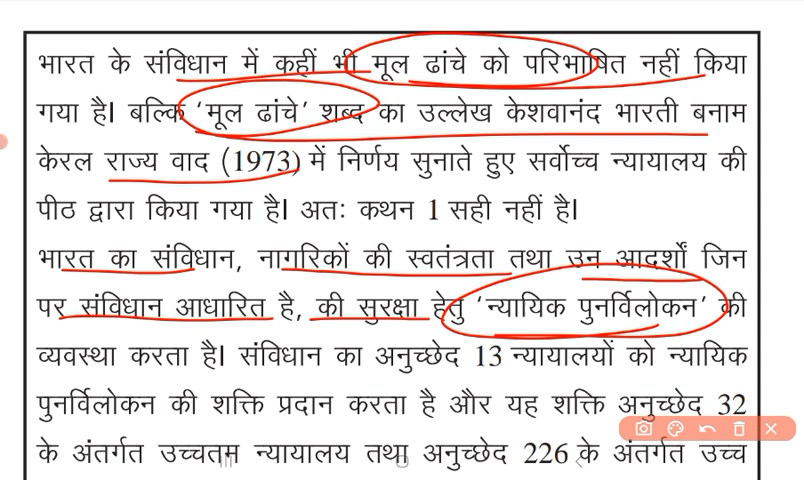 भारत के संविधान में कहीं भी मूल ढांचे को परिभाषित नहीं किया
गया है। बल्कि ‘मूल ढांचे’ शब्द का उल्लेख केशवानंद भारती बनाम
केरल राज्य वाद (1973) में निर्णय सुनाते हुए सर्वोच्च न्यायालय की
पीठ द्वारा किया गया है। अतः कथन 1 सही नहीं है।
भारत का संविधान, नागरिकों की स्वतंत्रता तथा उन आदर्शों जिन
पर संविधान आधारित है, की सुरक्षा हेतु ‘न्यायिक पुनर्विलोकन’ की
व्यवस्था करता है। संविधान का अनुच्छेद 13 न्यायालयों को न्यायिक
पुनर्विलोकन की शक्ति प्रदान करता है और यह शक्ति अनुच्छेद 32
के अंतर्गत उच्चतम न्यायालय तथा अनुच्छेद 226 के अंतर्गत उच्च